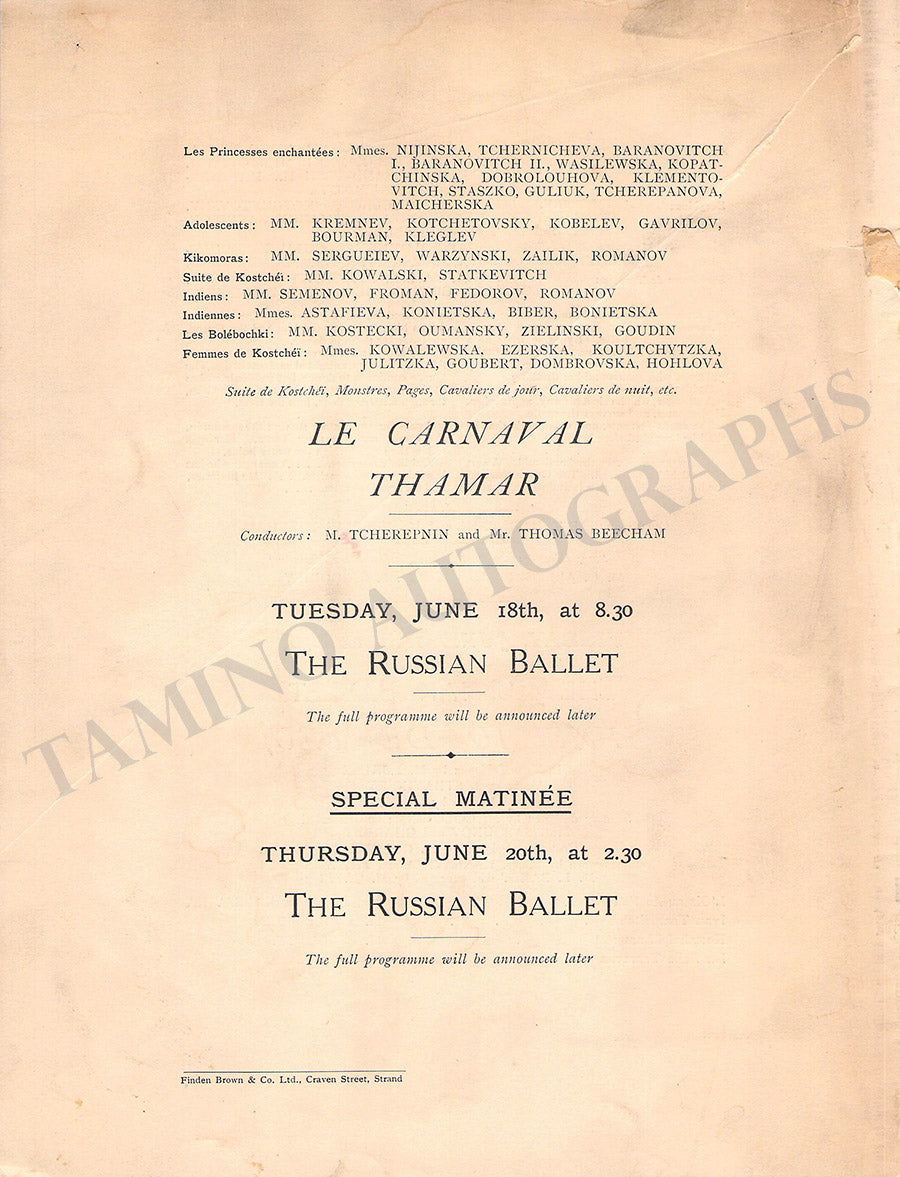 Les Princesses enchantées: Mmes. NIJINSKA, TCHERNICHEVA, BARANOVITCH
I., BARANOVITCH II., WASILEWSKA, KOPAT-
CHINSKA, DOBROLOUHOVA, KLEMENTO-
VITCH, STASZKO, GULIUK, TCHEREPANOVA,
MAICHERSKA
Adolescents: MM. KREMNEV, KOTCHETOVSKY, KOBELEV, GAVRILOV,
BOURMAN, KLEGLEV
Kikomoras: MM. SERGUEIEV, WARZYNSKI, ZAILIK, ROMANOV
Suite de Kostchéï: MM. KOWALSKI, STATKEVITCH
Indiens: MM. SEMENOV, FROMAN, FEDOROV, ROMANOV
Indiennes: Mmes. ASTAFIEVA, KONIETSKA, BIBER, BONIETSKA
Les Bolébochki: MM. KOSTECKI, OUMANSKY, ZIELINSKI, GOUDIN
Femmes de Kostchéï: Mmes. KOWALEWSKA, EZERSKA, KOULTCHYTZKA,
JULITZKA, GOUBERT, DOMBROVSKA, HOHLOVA
Suite de Kostchéï, Monstres, Pages, Cavaliers de jour, Cavaliers de nuit, etc.
LE CARNAVAL
THAMAR
Conductors: M. TCHEREPNIN and Mr. THOMAS BEECHAM
TUESDAY, JUNE 18th, at 8.30
THE RUSSIAN BALLET
The full programme will be announced later
SPECIAL MATINÉE
THURSDAY, JUNE 20th, at 2.30
THE RUSSIAN BALLET
The full programme will be announced later
Finden Brown & Co. Ltd., Craven Street, Strand
TAMINO AUTOGRAPHS